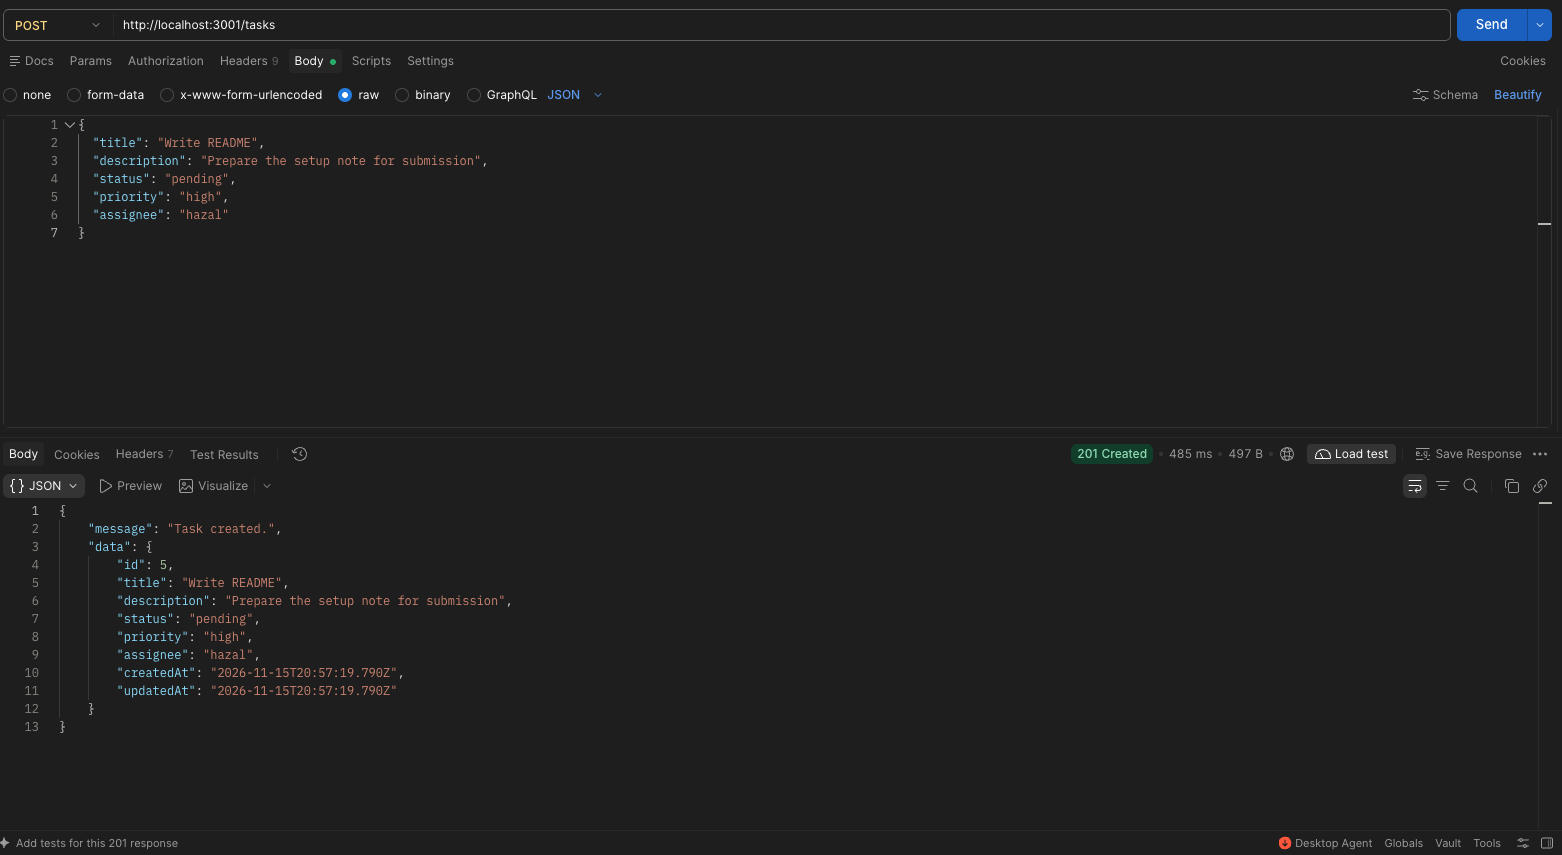 POST http://localhost:3001/tasks Send
Docs Params Authorization Headers 9 Body Scripts Settings Cookies
none form-data x-www-form-urlencoded raw binary GraphQL JSON Schema Beautify
1 {
2 "title": "Write README",
3 "description": "Prepare the setup note for submission",
4 "status": "pending",
5 "priority": "high",
6 "assignee": "hazal"
7 }
Body Cookies Headers 7 Test Results 201 Created • 485 ms • 497 B • Load test e.g. Save Response
{} JSON Preview Visualize
1 {
2 "message": "Task created.",
3 "data": {
4 "id": 5,
5 "title": "Write README",
6 "description": "Prepare the setup note for submission",
7 "status": "pending",
8 "priority": "high",
9 "assignee": "hazal",
10 "createdAt": "2026-11-15T20:57:19.790Z",
11 "updatedAt": "2026-11-15T20:57:19.790Z"
12 }
13 }
Add tests for this 201 response Desktop Agent Globals Vault Tools